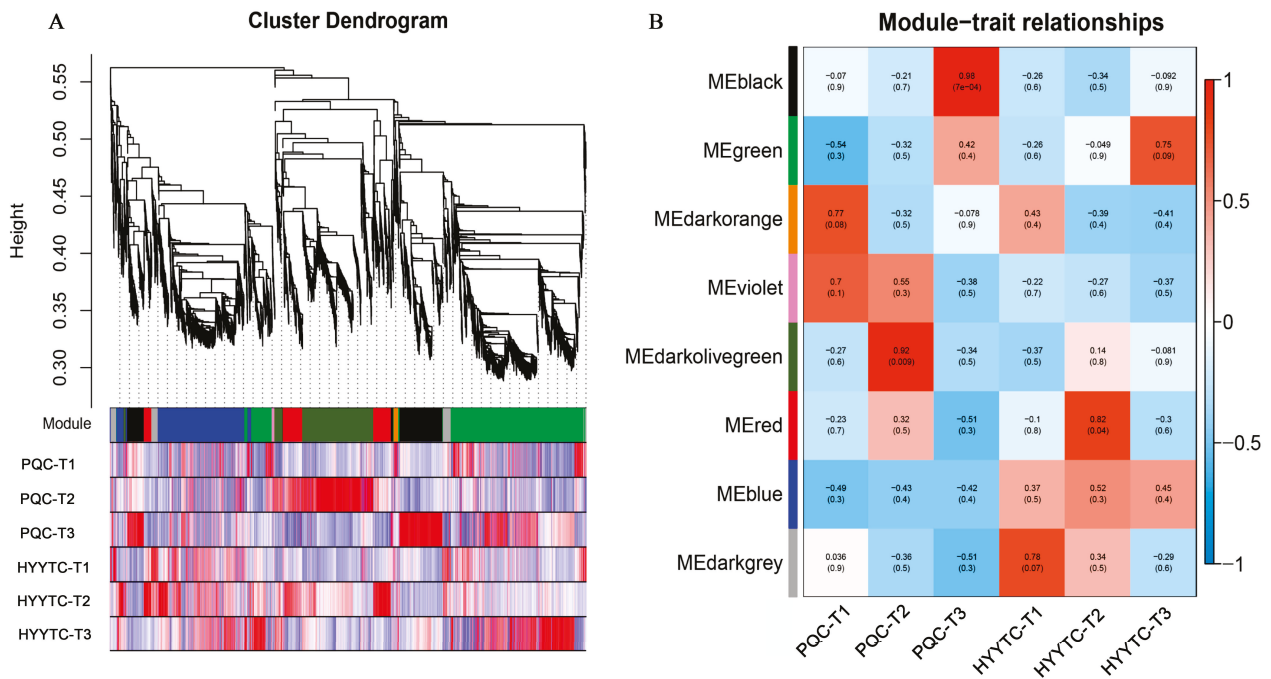 A
Cluster Dendrogram
Height
0.55
0.50
0.45
0.40
0.35
0.30
Module
PQC-T1
PQC-T2
PQC-T3
HYYTC-T1
HYYTC-T2
HYYTC-T3
B
Module−trait relationships
MEblack
−0.07 −0.21 0.98 −0.26 −0.34 −0.092
(0.9) (0.7) (7e−04) (0.6) (0.5) (0.9)
MEgreen
−0.54 −0.32 0.42 −0.26 −0.049 0.75
(0.3) (0.5) (0.4) (0.6) (0.9) (0.09)
MEdarkorange
0.77 −0.32 −0.078 0.43 −0.39 −0.41
(0.08) (0.5) (0.9) (0.4) (0.4) (0.4)
MEviolet
0.7 0.55 −0.38 −0.22 −0.27 −0.37
(0.1) (0.3) (0.5) (0.7) (0.6) (0.5)
MEdarkolivegreen
−0.27 0.92 −0.34 −0.37 0.14 −0.081
(0.6) (0.009) (0.5) (0.5) (0.8) (0.9)
MEred
−0.23 0.32 −0.51 −0.1 0.82 −0.3
(0.7) (0.5) (0.3) (0.8) (0.04) (0.6)
MEblue
−0.49 −0.43 −0.42 0.37 0.52 0.45
(0.3) (0.4) (0.4) (0.5) (0.3) (0.4)
MEdarkgrey
0.036 −0.36 −0.51 0.78 0.34 −0.29
(0.9) (0.5) (0.3) (0.07) (0.5) (0.6)
PQC-T1
PQC-T2
PQC-T3
HYYTC-T1
HYYTC-T2
HYYTC-T3
1
0.5
0
−0.5
−1